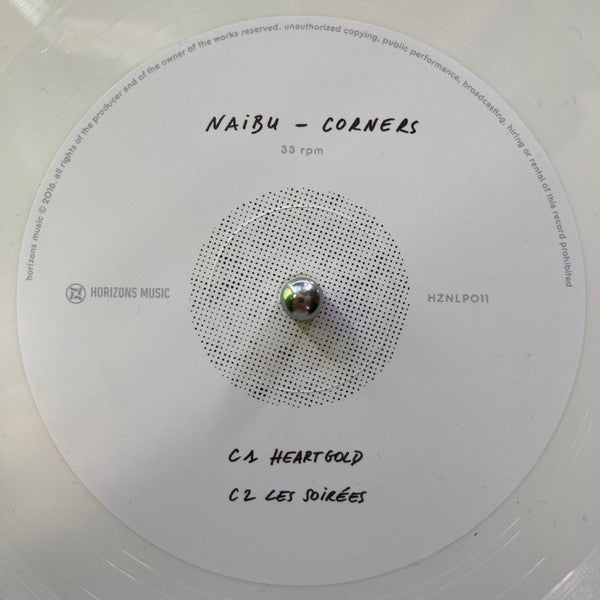 horizons music © 2016. all rights of the producer and of the owner of the works reserved. unauthorized copying, public performance, broadcasting, hiring or rental of this record prohibited
NAiBU – CORNERS
33 rpm
HORIZONS MUSIC
HZNLP011
C1 HEARTGOLD
C2 LES SOIRÉES